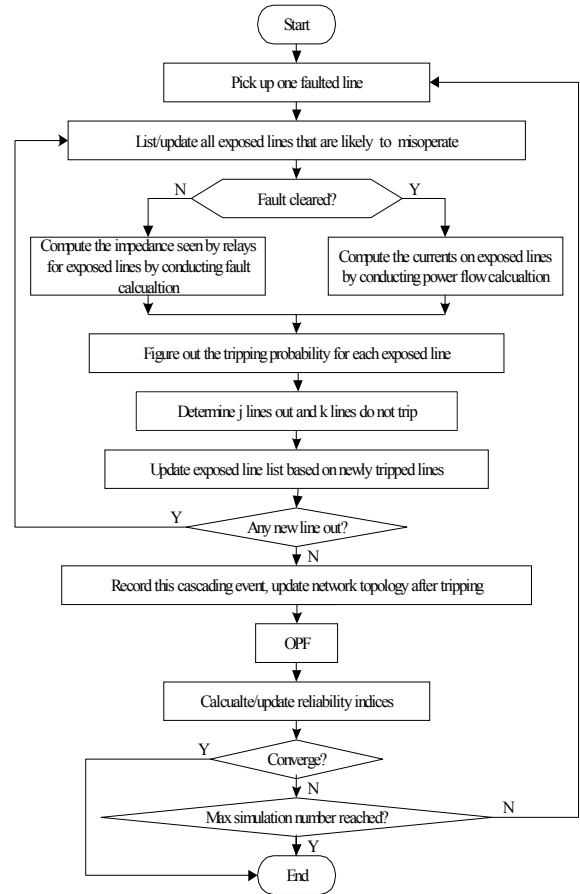 Start
Pick up one faulted line
List/update all exposed lines that are likely to misoperate
N
Fault cleared?
Y
Compute the impedance seen by relays
for exposed lines by conducting fault
calcualtion
Compute the currents on exposed lines
by conducting power flow calcualtion
Figure out the tripping probability for each exposed line
Determine j lines out and k lines do not trip
Update exposed line list based on newly tripped lines
Y
Any new line out?
N
Record this cascading event, update network topology after tripping
OPF
Calcualte/update reliability indices
Y
Converge?
N
Max simulation number reached?
N
Y
End